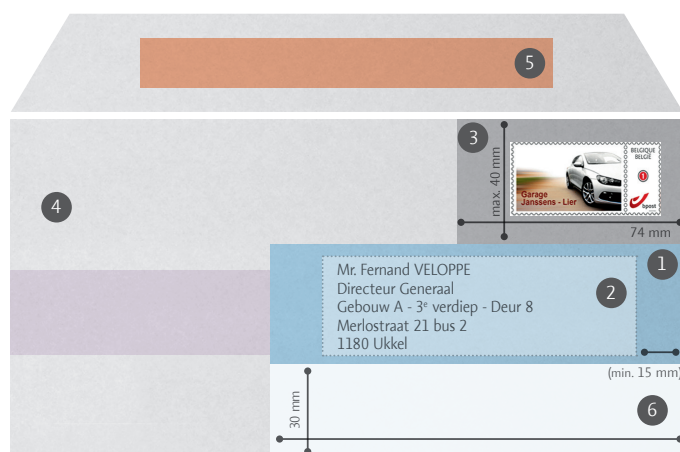 5
3
max. 40 mm
BELGIQUE
BELGIË
1
Garage
Janssens - Lier
bpost
4
74 mm
1
Mr. Fernand VELOPPE
Directeur Generaal
Gebouw A - 3e verdiep - Deur 8
Merlostraat 21 bus 2
1180 Ukkel
2
(min. 15 mm)
30 mm
6